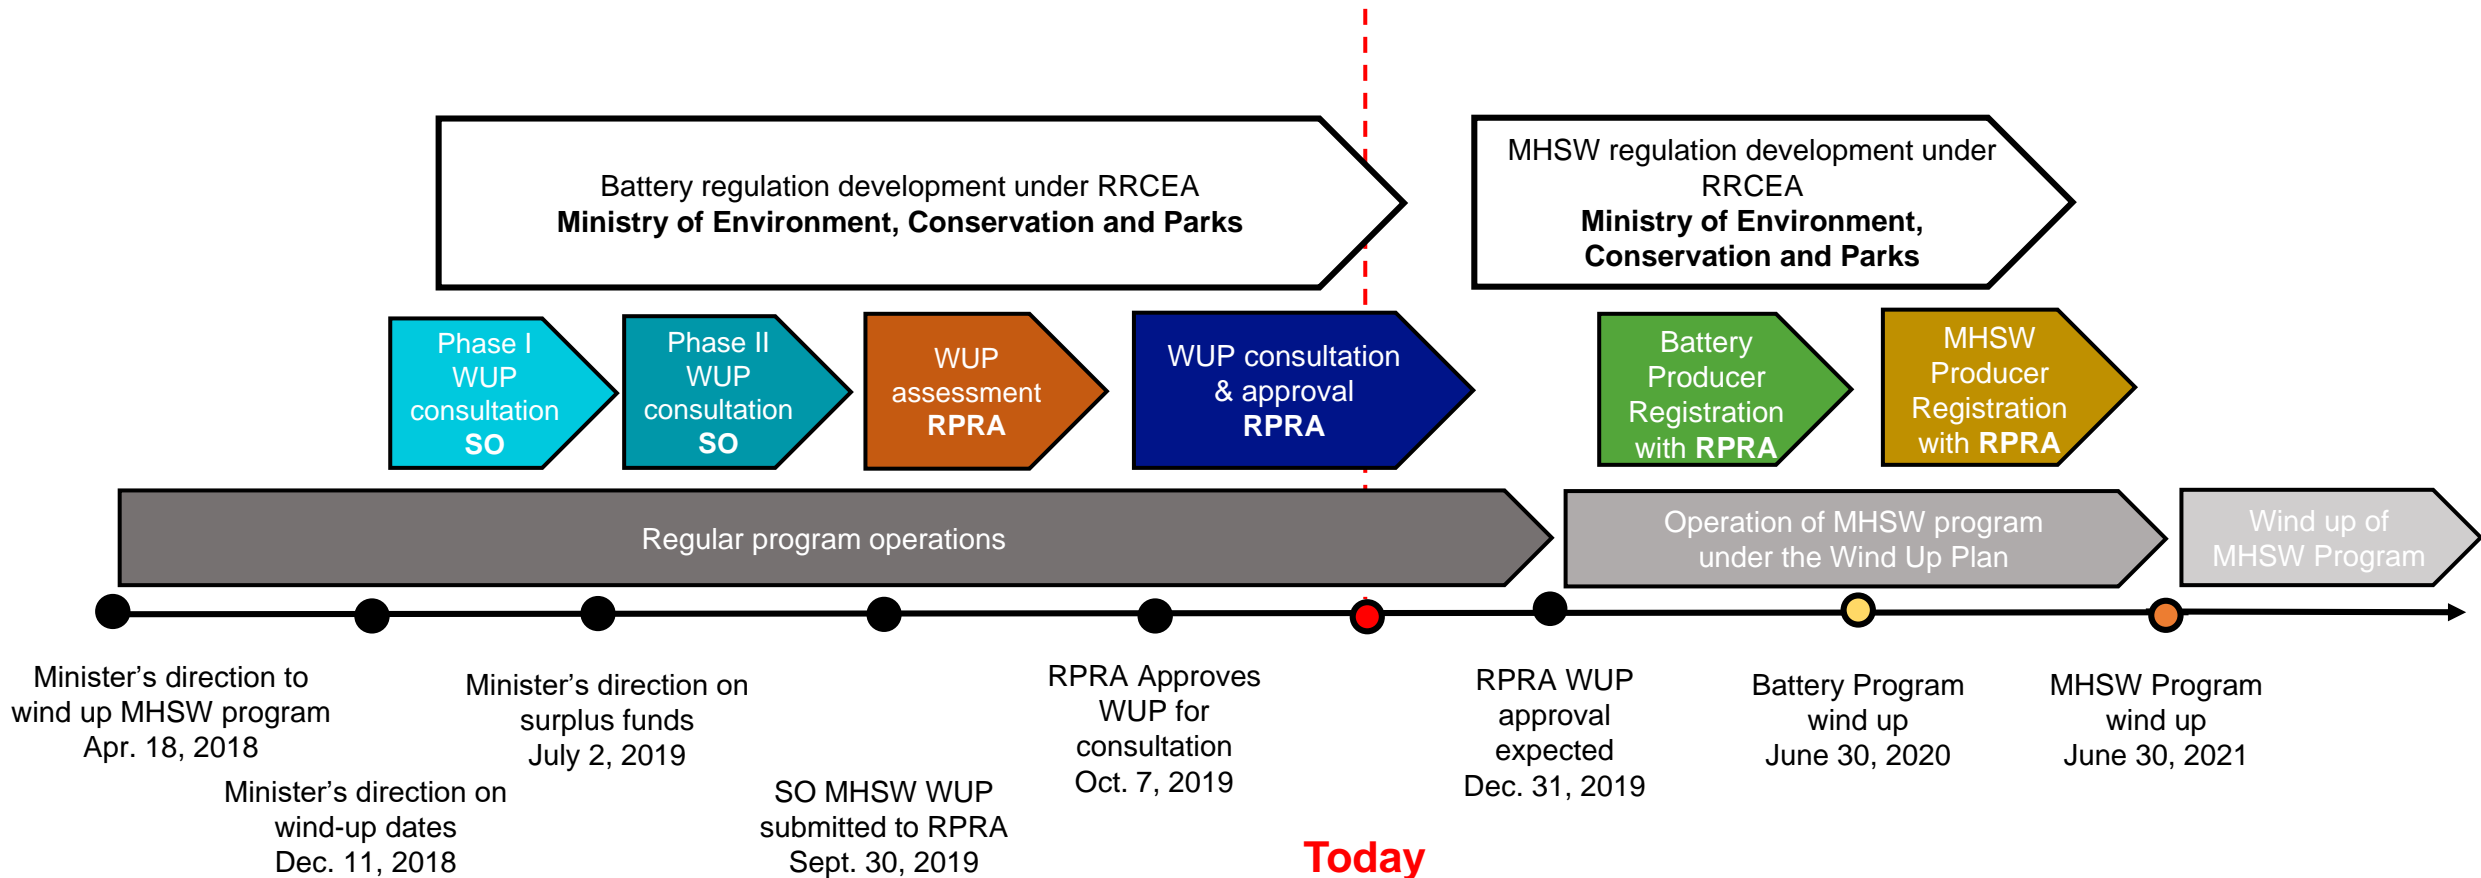 Battery regulation development under RRCEA
Ministry of Environment, Conservation and Parks
MHSW regulation development under
RRCEA
Ministry of Environment,
Conservation and Parks
Phase I
WUP
consultation
SO
Phase II
WUP
consultation
SO
WUP
assessment
RPRA
WUP consultation
& approval
RPRA
Battery
Producer
Registration
with RPRA
MHSW
Producer
Registration
with RPRA
Regular program operations
Operation of MHSW program
under the Wind Up Plan
Wind up of
MHSW Program
Minister’s direction to
wind up MHSW program
Apr. 18, 2018
Minister’s direction on
wind-up dates
Dec. 11, 2018
Minister’s direction on
surplus funds
July 2, 2019
SO MHSW WUP
submitted to RPRA
Sept. 30, 2019
RPRA Approves
WUP for
consultation
Oct. 7, 2019
Today
RPRA WUP
approval
expected
Dec. 31, 2019
Battery Program
wind up
June 30, 2020
MHSW Program
wind up
June 30, 2021